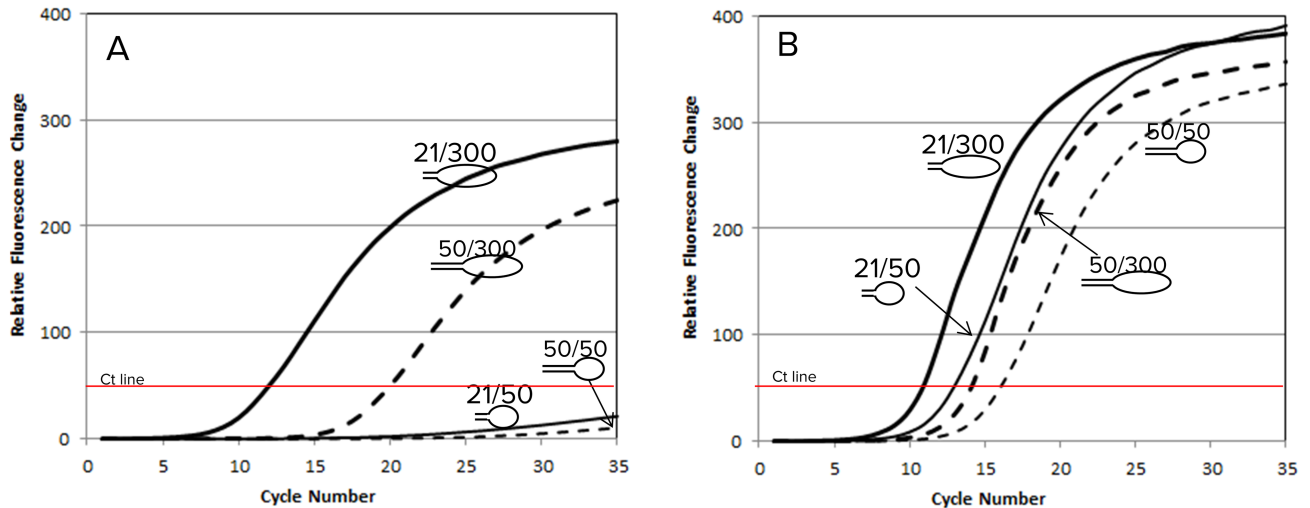 A
400
300
200
100
0
Relative Fluorescence Change
21/300
50/300
50/50
21/50
Ct line
0 5 10 15 20 25 30 35
Cycle Number
B
400
300
200
100
0
Relative Fluorescence Change
21/300
50/50
21/50
50/300
Ct line
0 5 10 15 20 25 30 35
Cycle Number